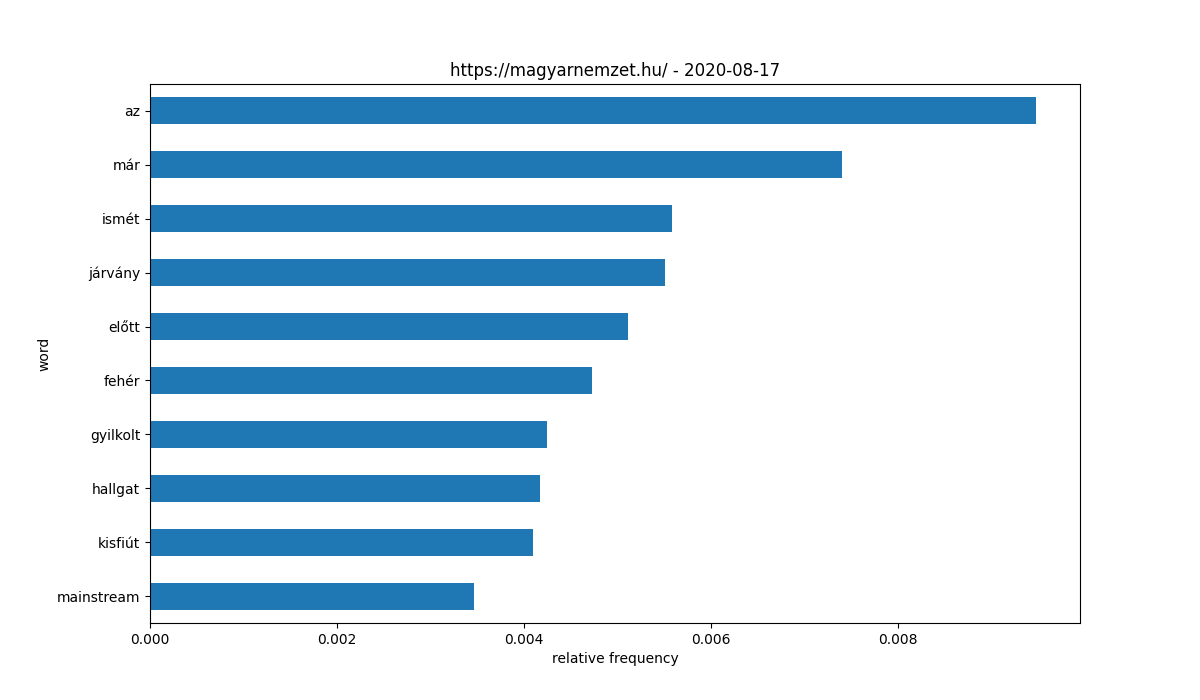 https://magyarnemzet.hu/ - 2020-08-17
az
már
ismét
járvány
előtt
fehér
gyilkolt
hallgat
kisfiút
mainstream
word
0.000 0.002 0.004 0.006 0.008
relative frequency